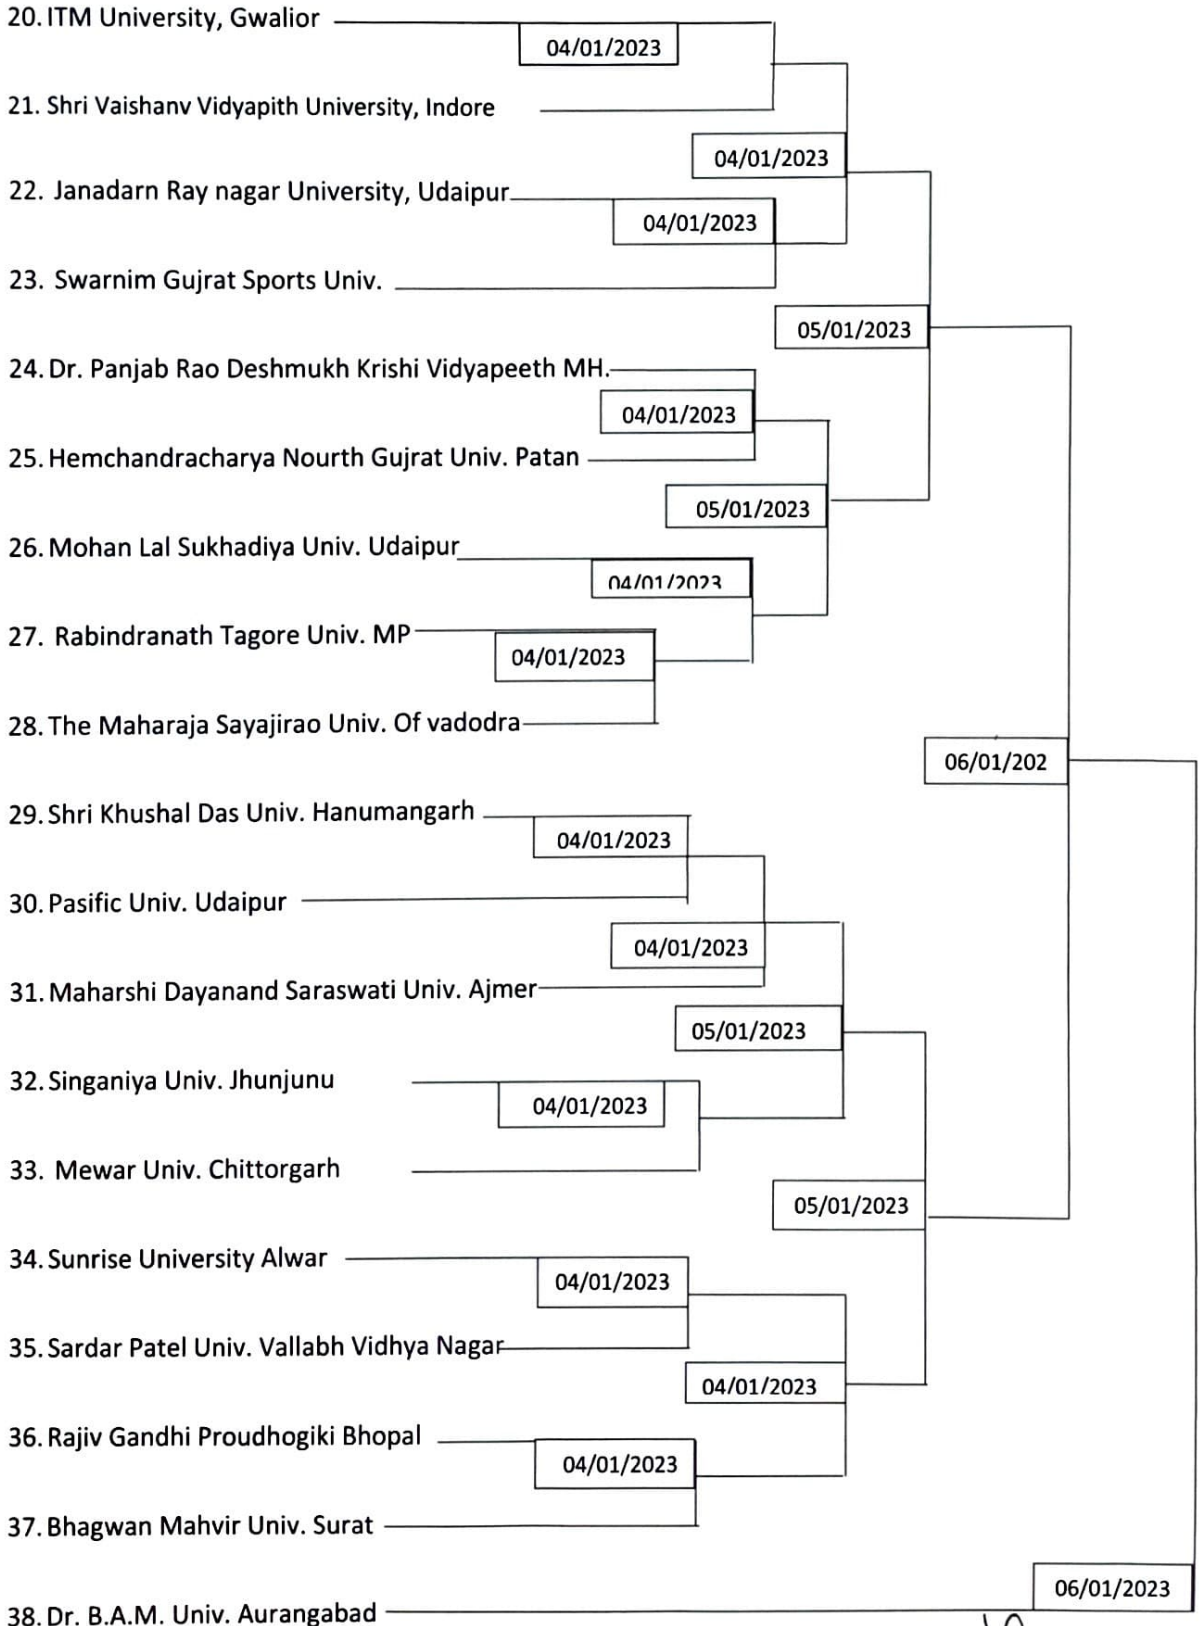 20. ITM University, Gwalior
04/01/2023
21. Shri Vaishanv Vidyapith University, Indore
04/01/2023
22. Janadarn Ray nagar University, Udaipur
04/01/2023
23. Swarnim Gujrat Sports Univ.
05/01/2023
24. Dr. Panjab Rao Deshmukh Krishi Vidyapeeth MH.
04/01/2023
25. Hemchandracharya Nourth Gujrat Univ. Patan
05/01/2023
26. Mohan Lal Sukhadiya Univ. Udaipur
04/01/2023
27. Rabindranath Tagore Univ. MP
04/01/2023
28. The Maharaja Sayajirao Univ. Of vadodra
06/01/202
29. Shri Khushal Das Univ. Hanumangarh
04/01/2023
30. Pasific Univ. Udaipur
04/01/2023
31. Maharshi Dayanand Saraswati Univ. Ajmer
05/01/2023
32. Singaniya Univ. Jhunjunu
04/01/2023
33. Mewar Univ. Chittorgarh
05/01/2023
34. Sunrise University Alwar
04/01/2023
35. Sardar Patel Univ. Vallabh Vidhya Nagar
04/01/2023
36. Rajiv Gandhi Proudhogiki Bhopal
04/01/2023
37. Bhagwan Mahvir Univ. Surat
06/01/2023
38. Dr. B.A.M. Univ. Aurangabad